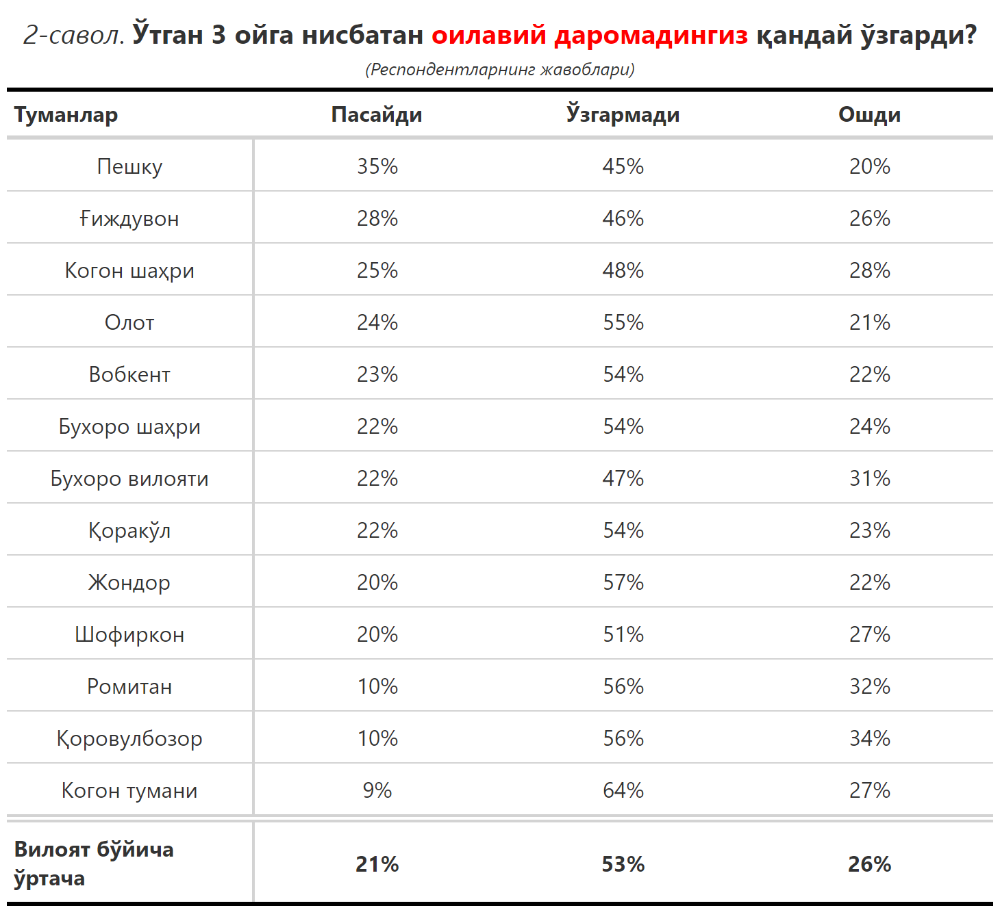 2-савол. Ўтган 3 ойга нисбатан оилавий даромадингиз қандай ўзгарди?
(Респондентларнинг жавоблари)
Туманлар Пасайди Ўзгармади Ошди
Пешку 35% 45% 20%
Ғиждувон 28% 46% 26%
Когон шаҳри 25% 48% 28%
Олот 24% 55% 21%
Вобкент 23% 54% 22%
Бухоро шаҳри 22% 54% 24%
Бухоро вилояти 22% 47% 31%
Қоракўл 22% 54% 23%
Жондор 20% 57% 22%
Шофиркон 20% 51% 27%
Ромитан 10% 56% 32%
Қоровулбозор 10% 56% 34%
Когон тумани 9% 64% 27%
Вилоят бўйича
ўртача 21% 53% 26%